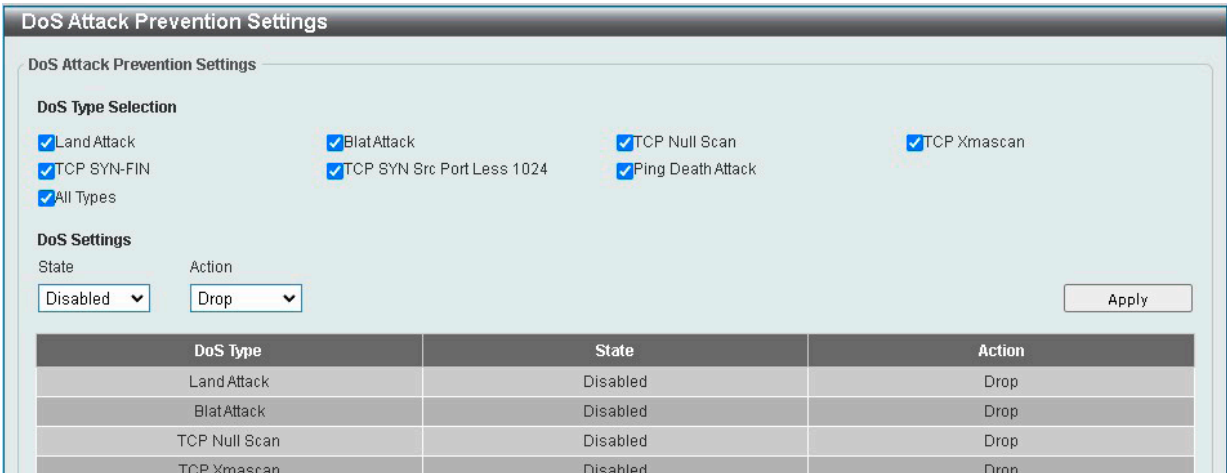 DoS Attack Prevention Settings
DoS Attack Prevention Settings
DoS Type Selection
Land Attack Blat Attack TCP Null Scan TCP Xmascan
TCP SYN-FIN TCP SYN Src Port Less 1024 Ping Death Attack
All Types
DoS Settings
State Action
Disabled Drop Apply
DoS Type State Action
Land Attack Disabled Drop
Blat Attack Disabled Drop
TCP Null Scan Disabled Drop
TCP Xmascan Disabled Drop